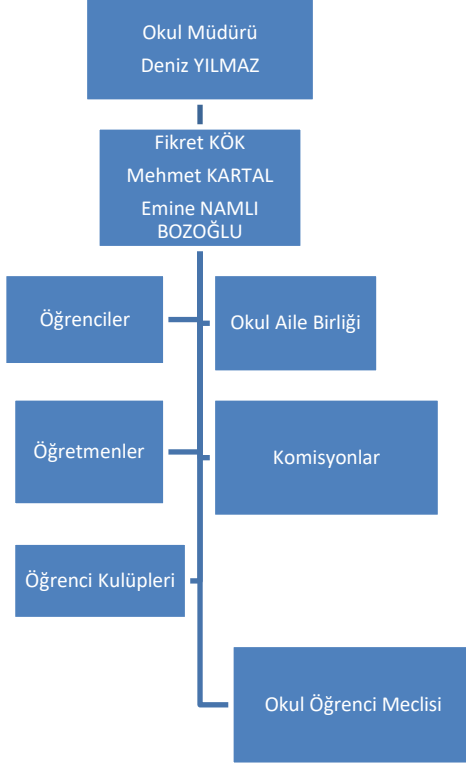 Okul Müdürü
Deniz YILMAZ
Fikret KÖK
Mehmet KARTAL
Emine NAMLI
BOZOĞLU
Öğrenciler
Okul Aile Birliği
Öğretmenler
Komisyonlar
Öğrenci Kulüpleri
Okul Öğrenci Meclisi